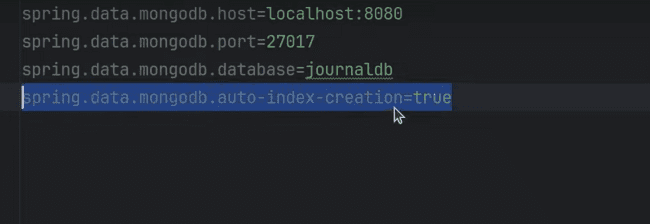 spring.data.mongodb.host=localhost:8080
spring.data.mongodb.port=27017
spring.data.mongodb.database=journaldb
spring.data.mongodb.auto-index-creation=true